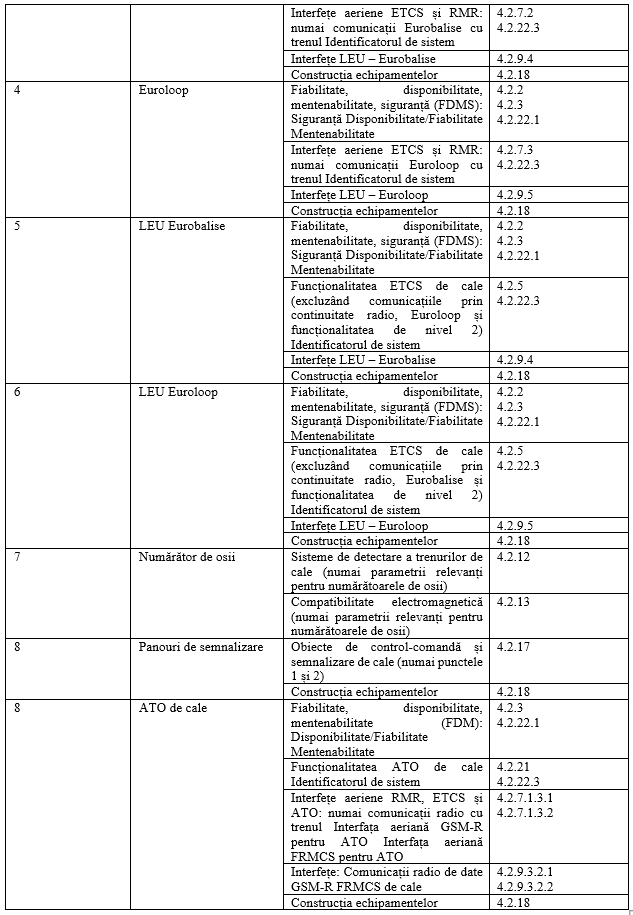 Interfețe aeriene ETCS și RMR: 4.2.7.2
numai comunicații Eurobalise cu 4.2.22.3
trenul Identificatorul de sistem
Interfețe LEU – Eurobalise 4.2.9.4
Construcția echipamentelor 4.2.18
4 Euroloop Fiabilitate, disponibilitate, 4.2.2
mentenabilitate, siguranță (FDMS): 4.2.3
Siguranță Disponibilitate/Fiabilitate 4.2.22.1
Mentenabilitate
Interfețe aeriene ETCS și RMR: 4.2.7.3
numai comunicații Euroloop cu 4.2.22.3
trenul Identificatorul de sistem
Interfețe LEU – Euroloop 4.2.9.5
Construcția echipamentelor 4.2.18
5 LEU Eurobalise Fiabilitate, disponibilitate, 4.2.2
mentenabilitate, siguranță (FDMS): 4.2.3
Siguranță Disponibilitate/Fiabilitate 4.2.22.1
Mentenabilitate
Funcționalitatea ETCS de cale 4.2.5
(excluzând comunicațiile prin 4.2.22.3
continuitate radio, Euroloop și
funcționalitatea de nivel 2)
Identificatorul de sistem
Interfețe LEU – Eurobalise 4.2.9.4
Construcția echipamentelor 4.2.18
6 LEU Euroloop Fiabilitate, disponibilitate, 4.2.2
mentenabilitate, siguranță (FDMS): 4.2.3
Siguranță Disponibilitate/Fiabilitate 4.2.22.1
Mentenabilitate
Funcționalitatea ETCS de cale 4.2.5
(excluzând comunicațiile prin 4.2.22.3
continuitate radio, Eurobalise și
funcționalitatea de nivel 2)
Identificatorul de sistem
Interfețe LEU – Euroloop 4.2.9.5
Construcția echipamentelor 4.2.18
7 Numărător de osii Sisteme de detectare a trenurilor de 4.2.12
cale (numai parametrii relevanți
pentru numărătoarele de osii)
Compatibilitate electromagnetică 4.2.13
(numai parametrii relevanți pentru
numărătoarele de osii)
8 Panouri de semnalizare Obiecte de control-comandă și 4.2.17
semnalizare de cale (numai punctele
1 și 2)
Construcția echipamentelor 4.2.18
8 ATO de cale Fiabilitate, disponibilitate, 4.2.3
mentenabilitate (FDM): 4.2.22.1
Disponibilitate/Fiabilitate
Mentenabilitate
Funcționalitatea ATO de cale 4.2.21
Identificatorul de sistem 4.2.22.3
Interfețe aeriene RMR, ETCS și 4.2.7.1.3.1
ATO: numai comunicații radio cu 4.2.7.1.3.2
trenul Interfața aeriană GSM-R
pentru ATO Interfața aeriană
FRMCS pentru ATO
Interfețe: Comunicații radio de date 4.2.9.3.2.1
GSM-R FRMCS de cale 4.2.9.3.2.2
Construcția echipamentelor 4.2.18